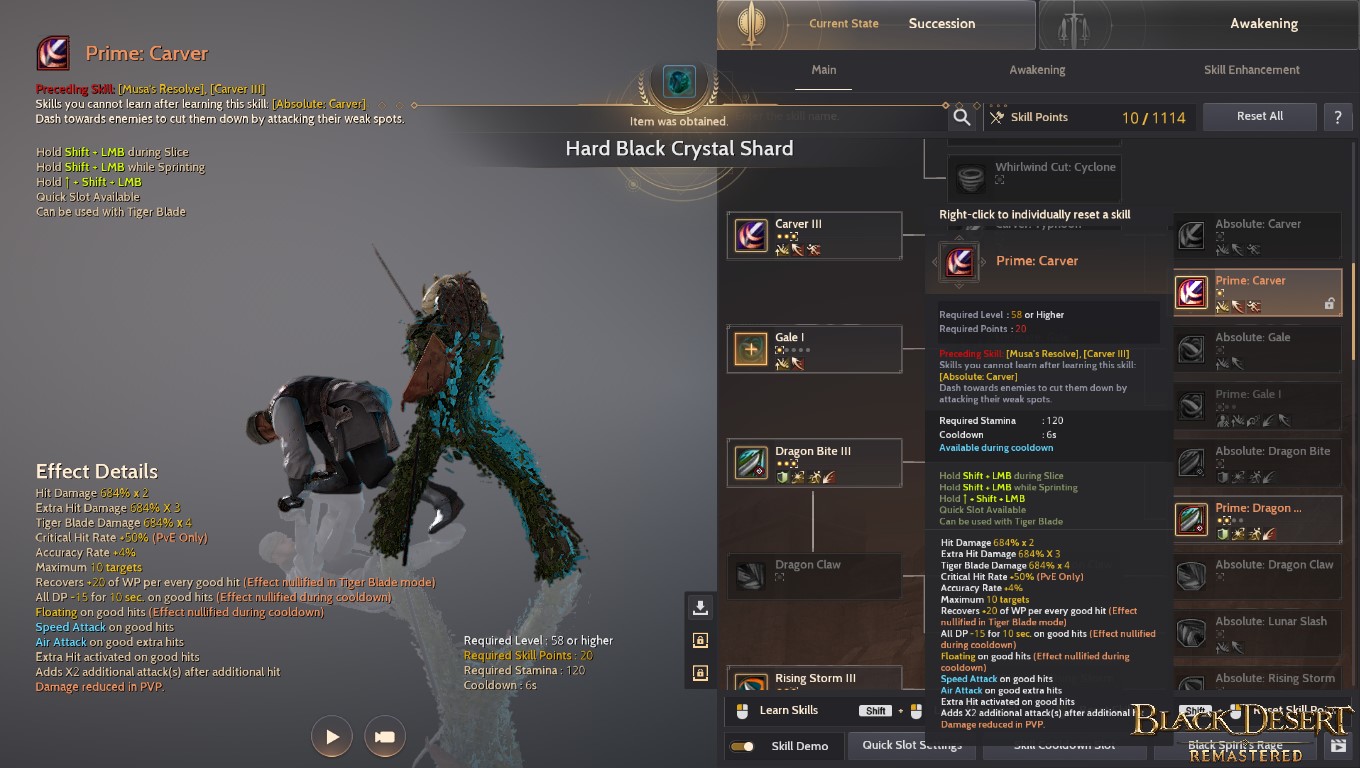 Prime: Carver
Preceding Skill: [Musa's Resolve], [Carver III]
Skills you cannot learn after learning this skill: [Absolute: Carver]
Dash towards enemies to cut them down by attacking their weak spots.
Hold Shift + LMB during Slice
Hold Shift + LMB while Sprinting
Hold ↑ + Shift + LMB
Quick Slot Available
Can be used with Tiger Blade
Effect Details
Hit Damage 684% x 2
Extra Hit Damage 684% X 3
Tiger Blade Damage 684% x 4
Critical Hit Rate +50% (PvE Only)
Accuracy Rate +4%
Maximum 10 targets
Recovers +20 of WP per every good hit (Effect nullified in Tiger Blade mode)
All DP -15 for 10 sec. on good hits (Effect nullified during cooldown)
Floating on good hits (Effect nullified during cooldown)
Speed Attack on good hits
Air Attack on good extra hits
Extra Hit activated on good hits
Adds X2 additional attack(s) after additional hit
Damage reduced in PVP.
Required Level : 58 or higher
Required Skill Points : 20
Required Stamina : 120
Cooldown : 6s
Item was obtained.
Hard Black Crystal Shard
Current State Succession
Awakening
Main
Awakening
Skill Enhancement
skill name.
Skill Points 10 / 1114
Reset All
?
Whirlwind Cut: Cyclone
Right-click to individually reset a skill
Carver III
Gale I
Dragon Bite III
Dragon Claw
Rising Storm III
Prime: Carver
Required Level : 58 or Higher
Required Points : 20
Preceding Skill: [Musa's Resolve], [Carver III]
Skills you cannot learn after learning this skill:
[Absolute: Carver]
Dash towards enemies to cut them down by
attacking their weak spots.
Required Stamina : 120
Cooldown : 6s
Available during cooldown
Hold Shift + LMB during Slice
Hold Shift + LMB while Sprinting
Hold ↑ + Shift + LMB
Quick Slot Available
Can be used with Tiger Blade
Hit Damage 684% x 2
Extra Hit Damage 684% X 3
Tiger Blade Damage 684% x 4
Critical Hit Rate +50% (PvE Only)
Accuracy Rate +4%
Maximum 10 targets
Recovers +20 of WP per every good hit (Effect
nullified in Tiger Blade mode)
All DP -15 for 10 sec. on good hits (Effect nullified
during cooldown)
Floating on good hits (Effect nullified during
cooldown)
Speed Attack on good hits
Air Attack on good extra hits
Extra Hit activated on good hits
Adds X2 additional attack(s) after additional
Damage reduced in PVP.
Absolute: Carver
Prime: Carver
Absolute: Gale
Prime: Gale I
Absolute: Dragon Bite
Prime: Dragon ...
Absolute: Dragon Claw
Absolute: Lunar Slash
Absolute: Rising Storm
Learn Skills
Shift +
Shift
Skill Demo
Quick Slot Settings
Skill Cooldown Slot
Black Spirit's Rage
BLACK DESERT
REMASTERED